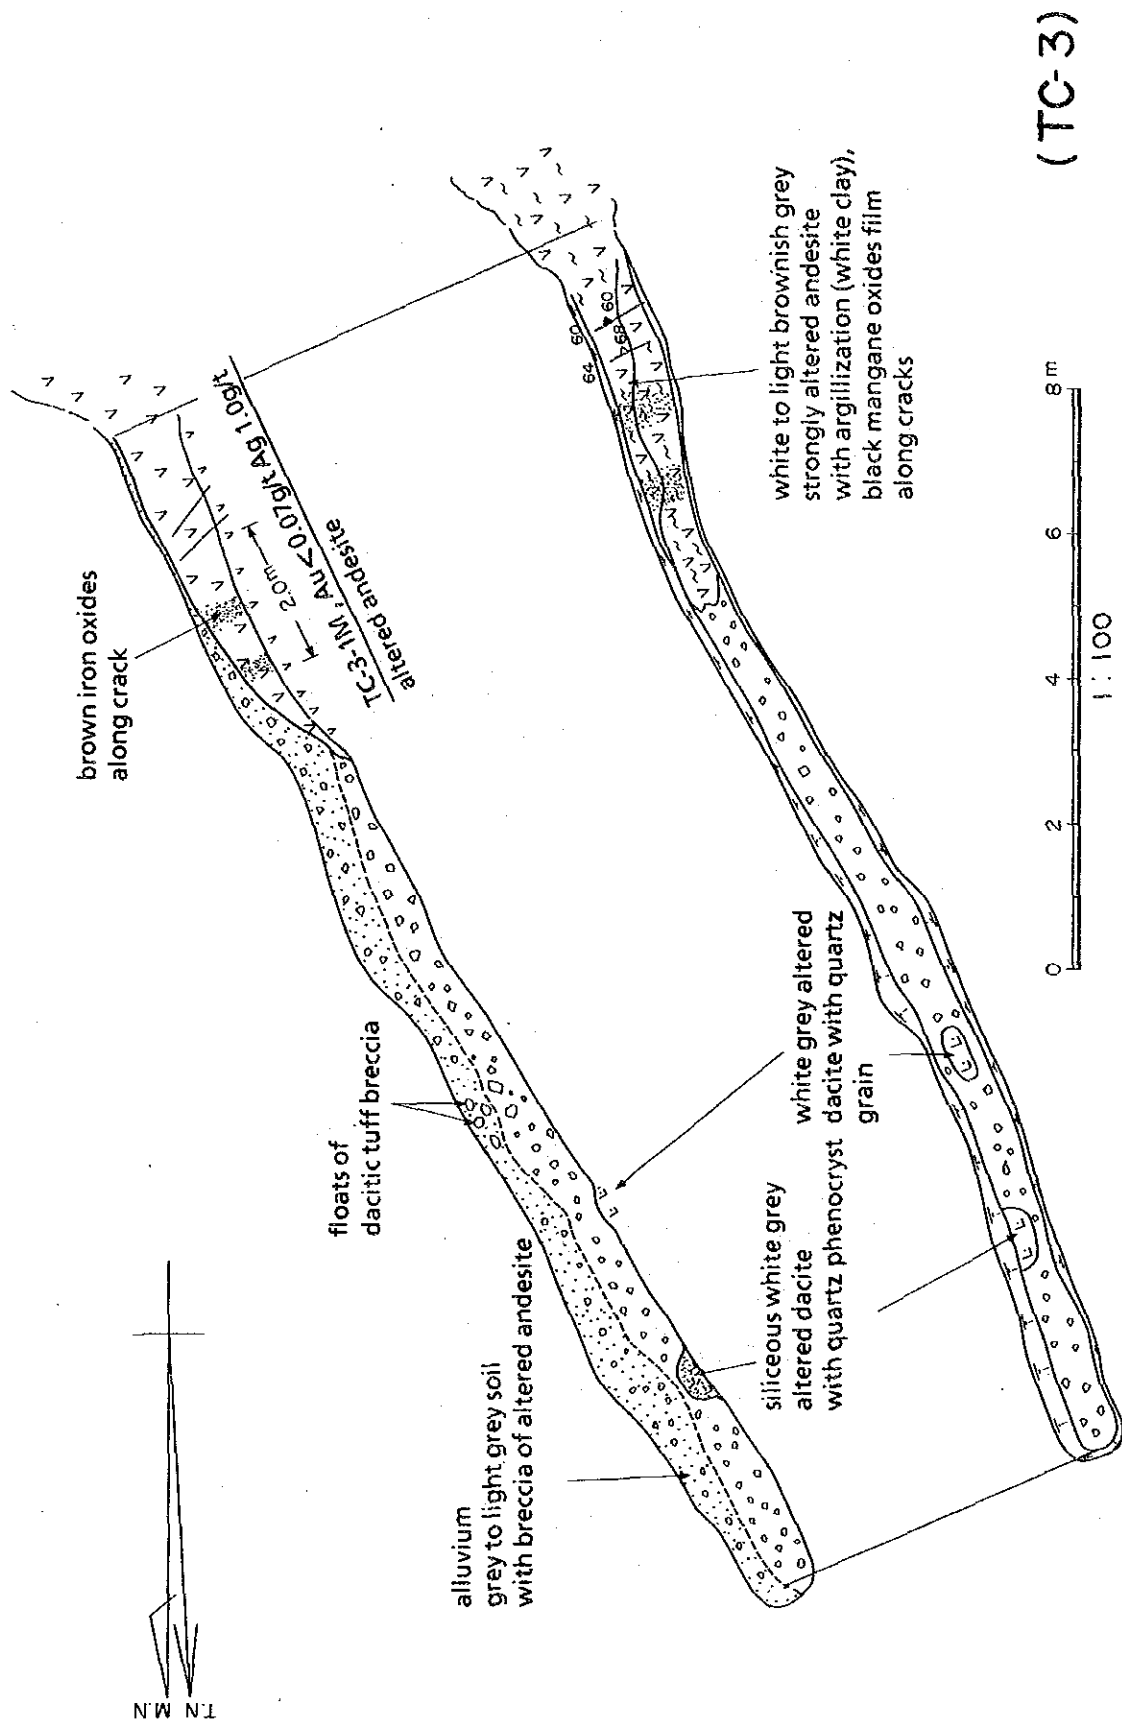 T.N
M.N
alluvium
grey to light grey soil
with breccia of altered andesite
floats of
dacitic tuff breccia
brown iron oxides
along crack
2.0m
TC-3-1M, Au<0.07g/t Ag 1.0g/t
altered andesite
siliceous white grey
altered dacite
with quartz phenocryst
white grey altered
dacite with quartz
grain
64
60
68
60
white to light brownish grey
strongly altered andesite
with argillization (white clay),
black mangane oxides film
along cracks
0 2 4 6 8 m
1 : 100
(TC-3)